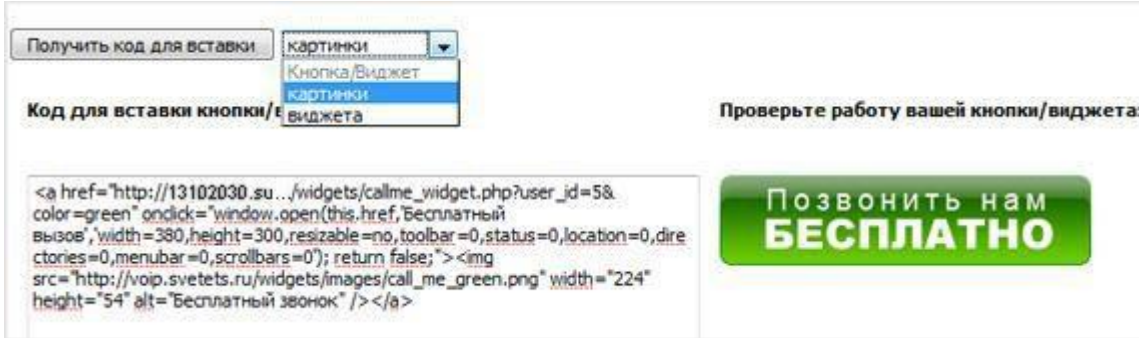 Получить код для вставки картинки
Кнопка/Виджет
картинки
виджета
Код для вставки кнопки/в
Проверьте работу вашей кнопки/виджета:
<a href="http://13102030.su.../widgets/callme_widget.php?user_id=5&
color=green" onclick="window.open(this.href,'Бесплатный
вызов','width=380,height=300,resizable=no,toolbar=0,status=0,location=0,dire
ctories=0,menubar=0,scrollbars=0'); return false;"><img
src="http://voip.svetets.ru/widgets/images/call_me_green.png" width="224"
height="54" alt="Бесплатный звонок" /></a>
Позвонить нам
БЕСПЛАТНО